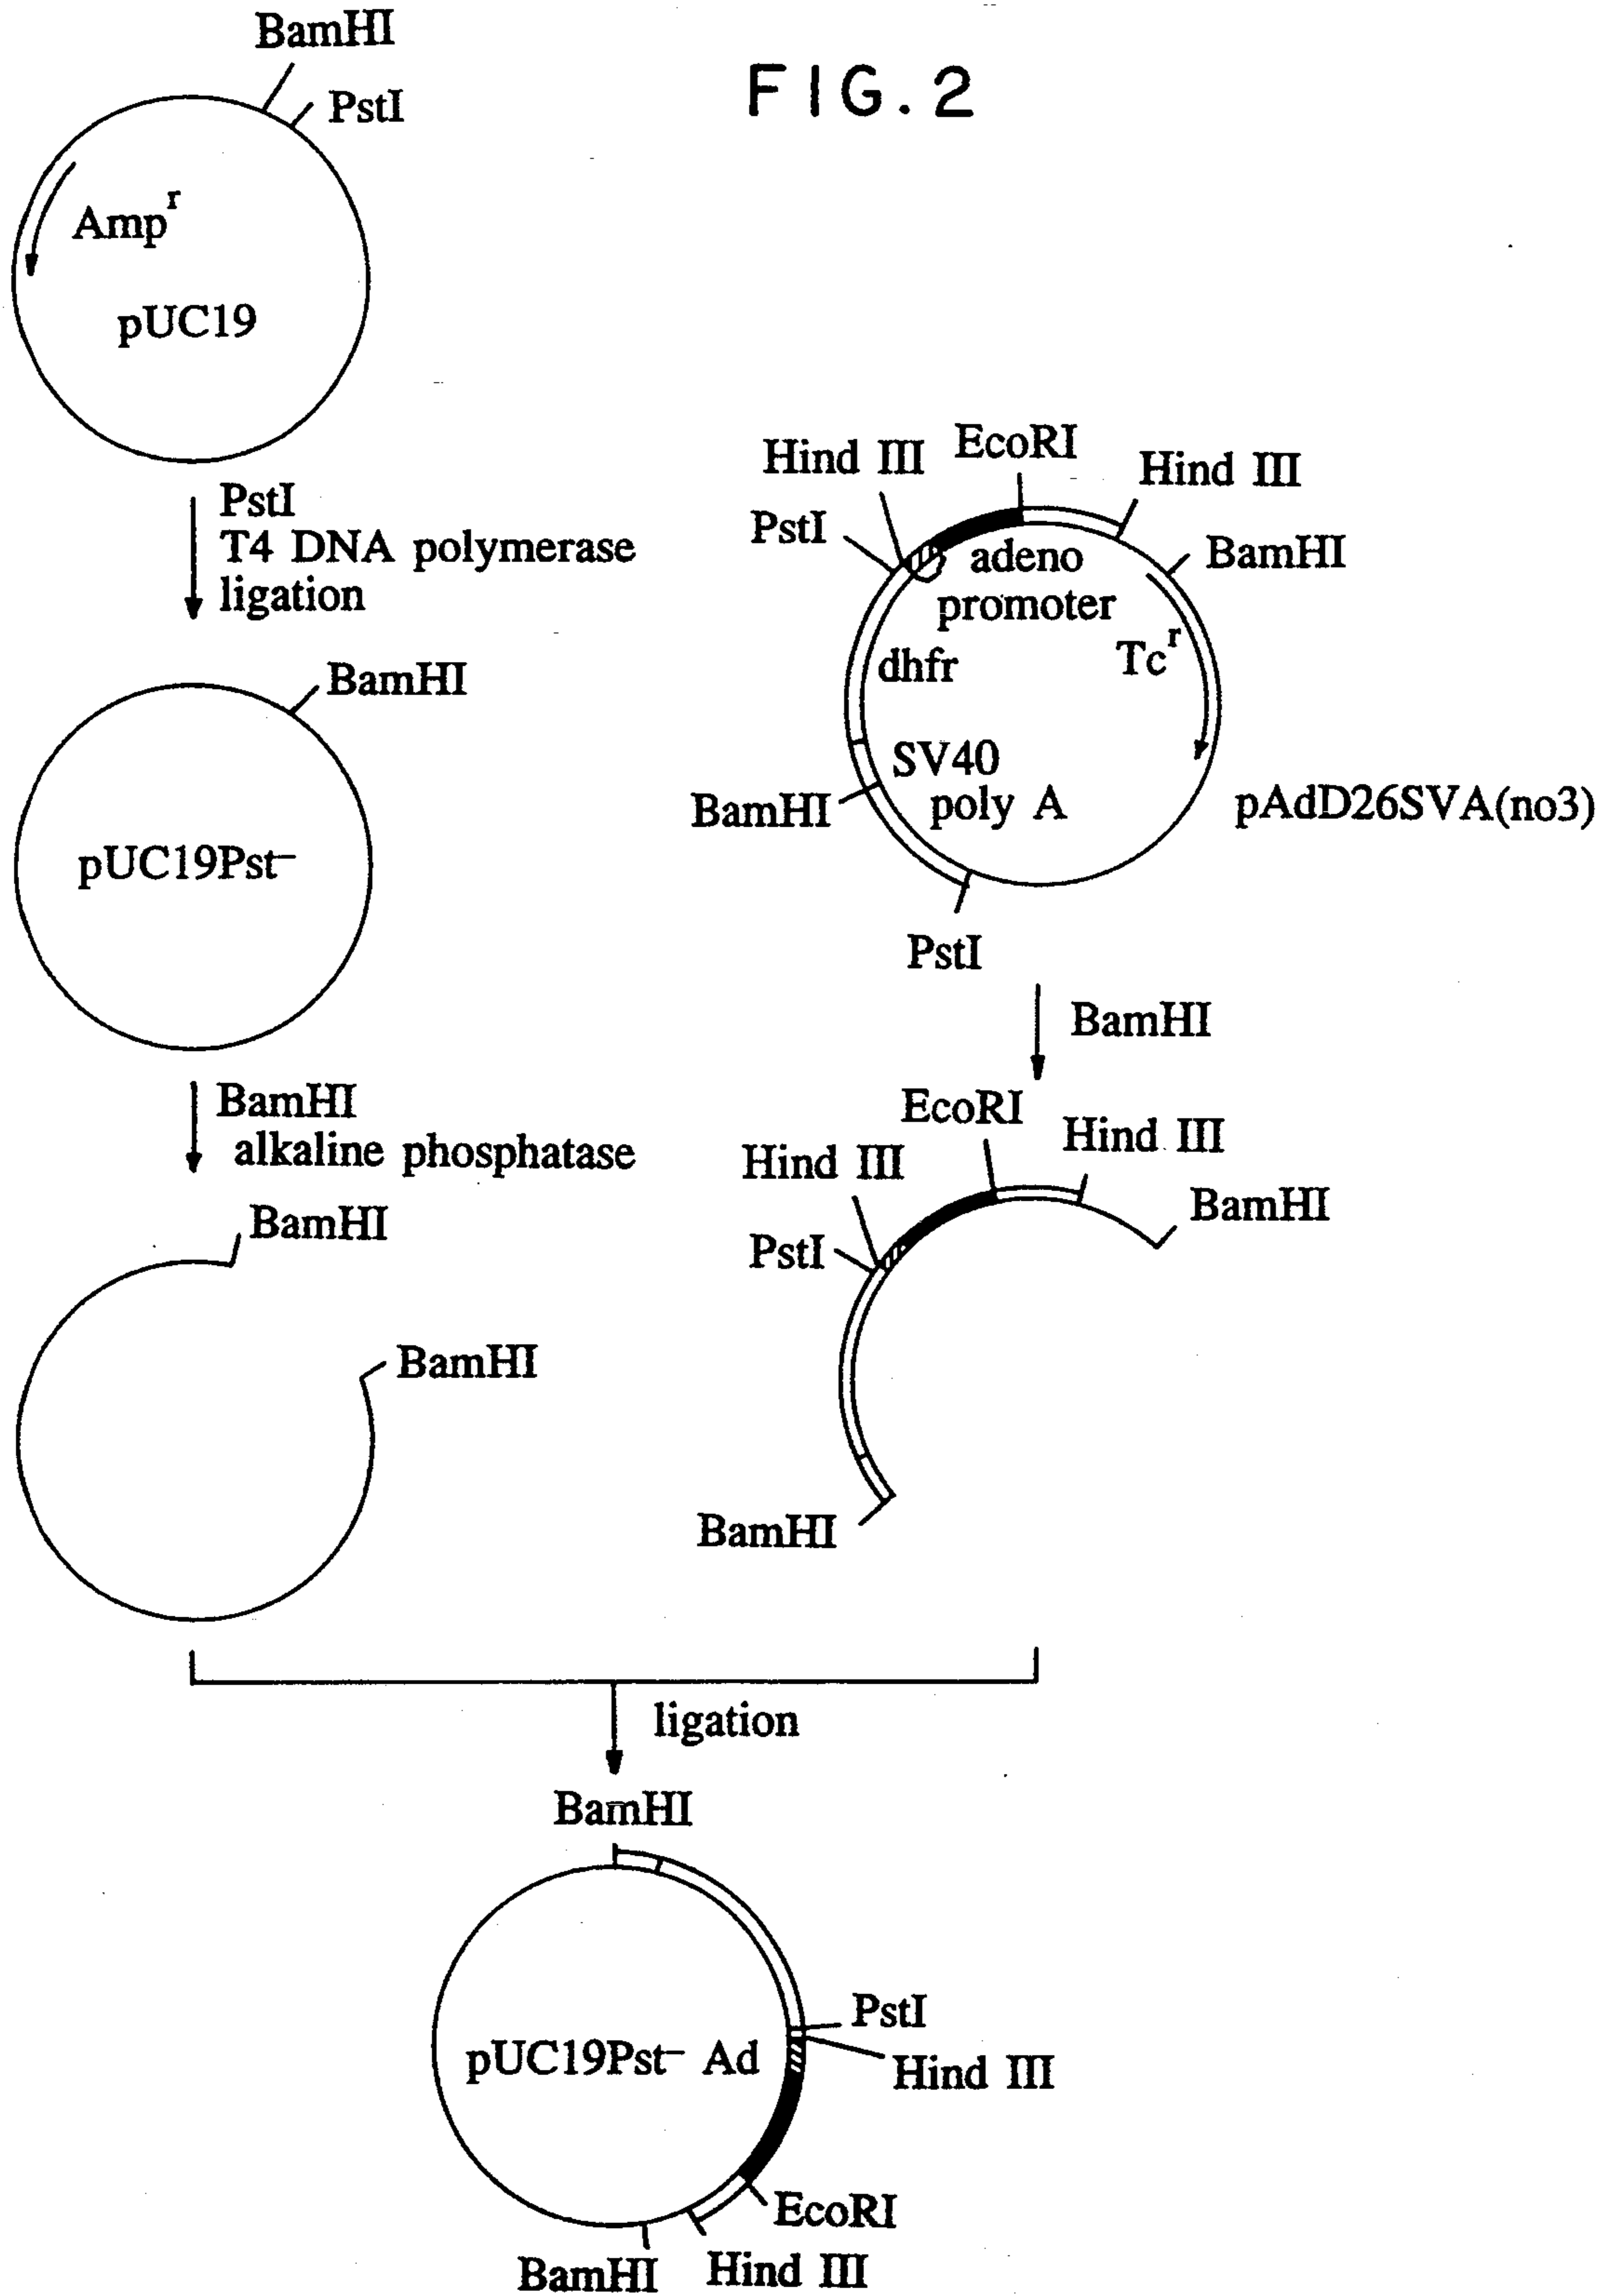 FIG. 2
BamHI
PstI
Amp^r
pUC19
PstI
T4 DNA polymerase
ligation
BamHI
pUC19Pst–
BamHI
alkaline phosphatase
BamHI
BamHI
Hind III
EcoRI
Hind III
PstI
BamHI
adeno
promoter
Tc^r
dhfr
SV40
poly A
BamHI
pAdD26SVA(no3)
PstI
BamHI
EcoRI
Hind III
Hind III
BamHI
PstI
BamHI
ligation
BamHI
PstI
pUC19Pst– Ad
Hind III
EcoRI
BamHI
Hind III